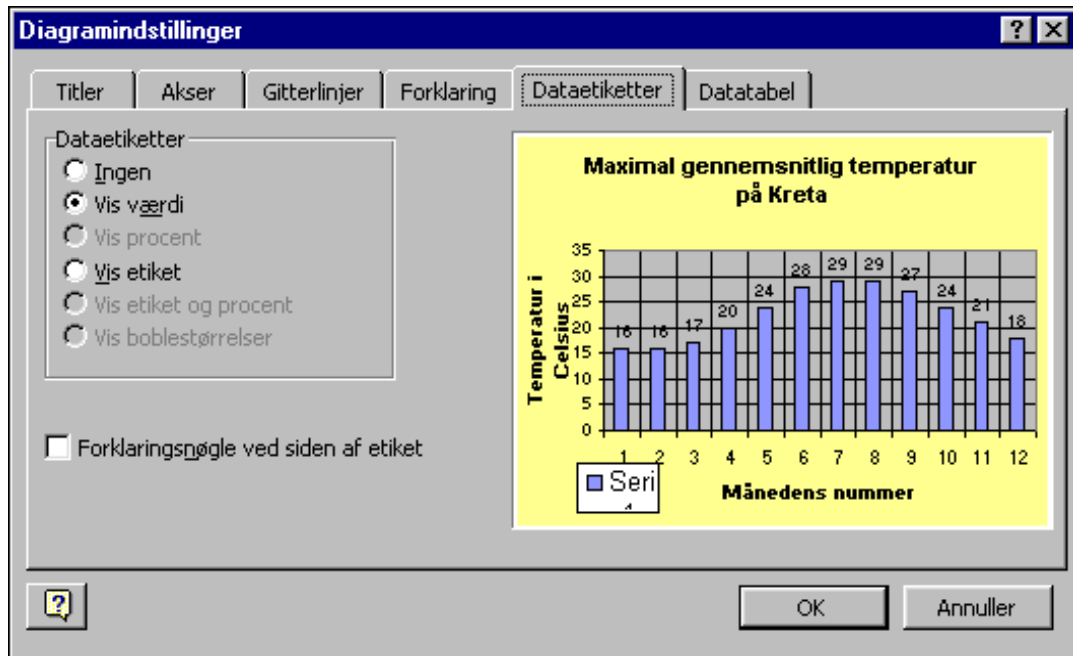 Diagramindstillinger
Titler Akser Gitterlinjer Forklaring Dataetiketter Datatabel
Dataetiketter
Ingen
Vis værdi
Vis procent
Vis etiket
Vis etiket og procent
Vis boblestørrelser
Forklaringsnøgle ved siden af etiket
Maximal gennemsnitlig temperatur
på Kreta
Temperatur i
Celsius
35
30
25
20
15
10
5
0
16 16 17 20 24 28 29 29 27 24 21 18
1 2 3 4 5 6 7 8 9 10 11 12
Seri
Månedens nummer
OK Annuller